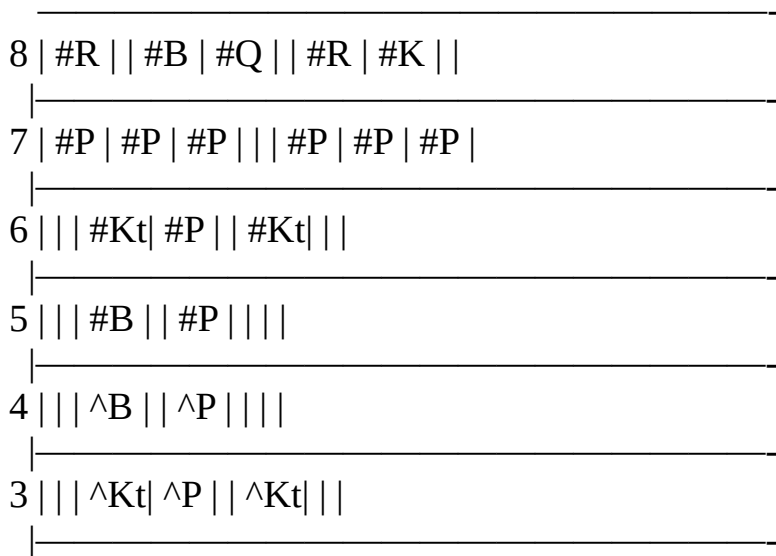 8 | #R | | #B | #Q | | #R | #K | |
7 | #P | #P | #P | | | #P | #P | #P |
6 | | | #Kt| #P | | #Kt| | |
5 | | | #B | | #P | | | |
4 | | | ^B | | ^P | | | |
3 | | | ^Kt| ^P | | ^Kt| | |